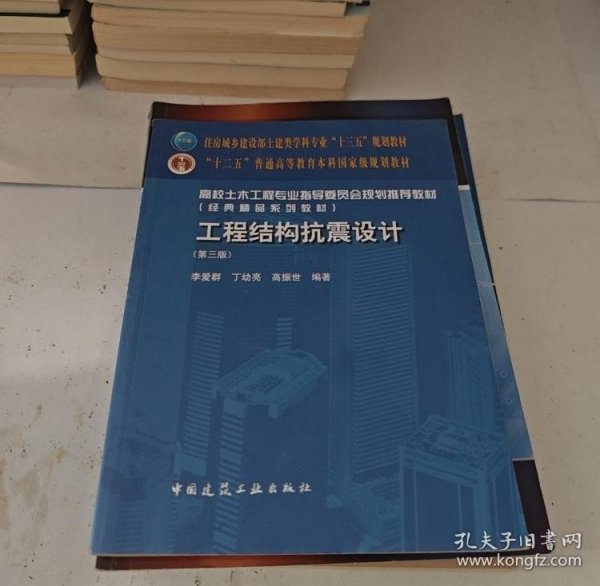 住房城乡建设部土建类学科专业“十三五”规划教材
“十二五”普通高等教育本科国家级规划教材
高校土木工程专业指导委员会规划推荐教材
(经典精品系列教材)
工程结构抗震设计
(第三版)
李爱群 丁幼亮 高振世 编著
中国建筑工业出版社
孔夫子旧书网
www.kongfz.com